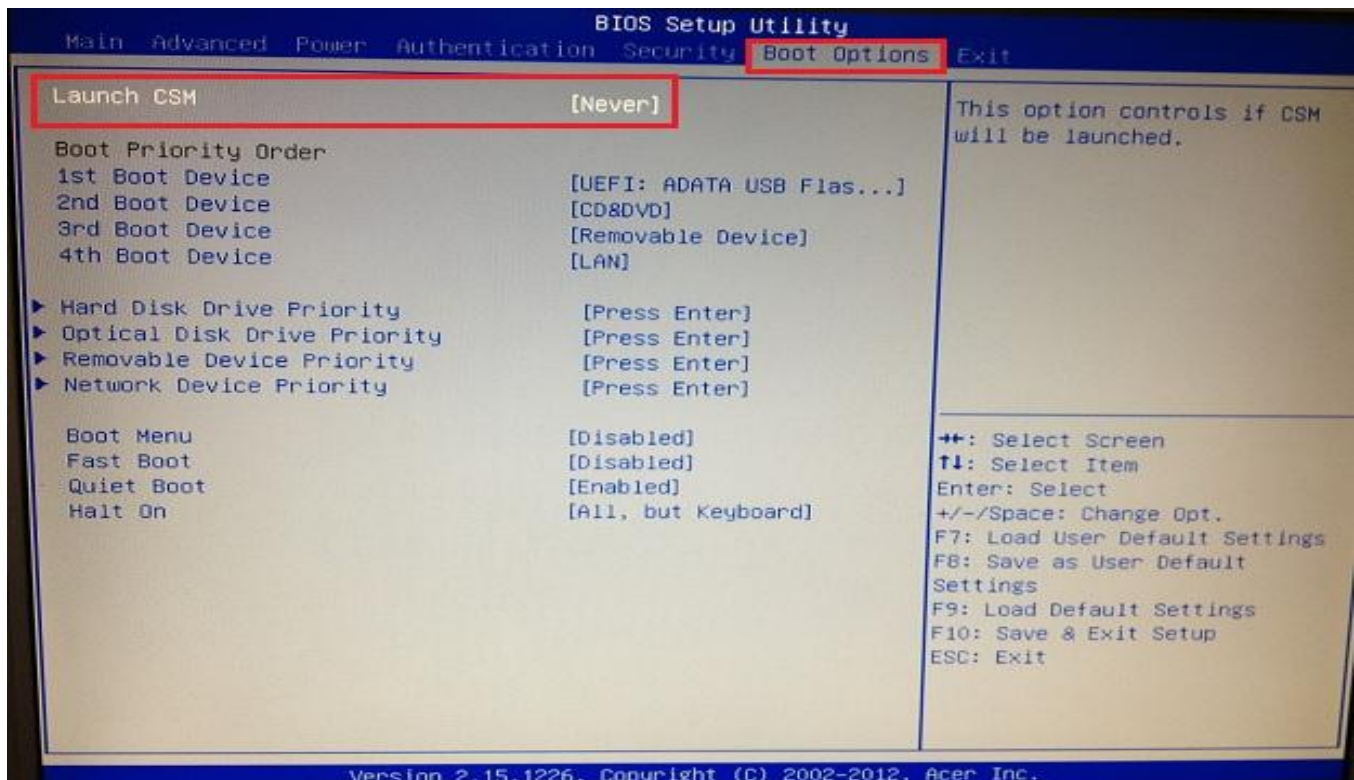 BIOS Setup Utility
Main Advanced Power Authentication Security Boot Options Exit
Launch CSM [Never]
Boot Priority Order
1st Boot Device [UEFI: ADATA USB Flas...]
2nd Boot Device [CD&DVD]
3rd Boot Device [Removable Device]
4th Boot Device [LAN]
Hard Disk Drive Priority [Press Enter]
Optical Disk Drive Priority [Press Enter]
Removable Device Priority [Press Enter]
Network Device Priority [Press Enter]
Boot Menu [Disabled]
Fast Boot [Disabled]
Quiet Boot [Enabled]
Halt On [All, but Keyboard]
This option controls if CSM
will be launched.
→←: Select Screen
↑↓: Select Item
Enter: Select
+/-/Space: Change Opt.
F7: Load User Default Settings
F8: Save as User Default
Settings
F9: Load Default Settings
F10: Save & Exit Setup
ESC: Exit
Version 2.15.1226. Copyright (C) 2002-2012, Acer Inc.